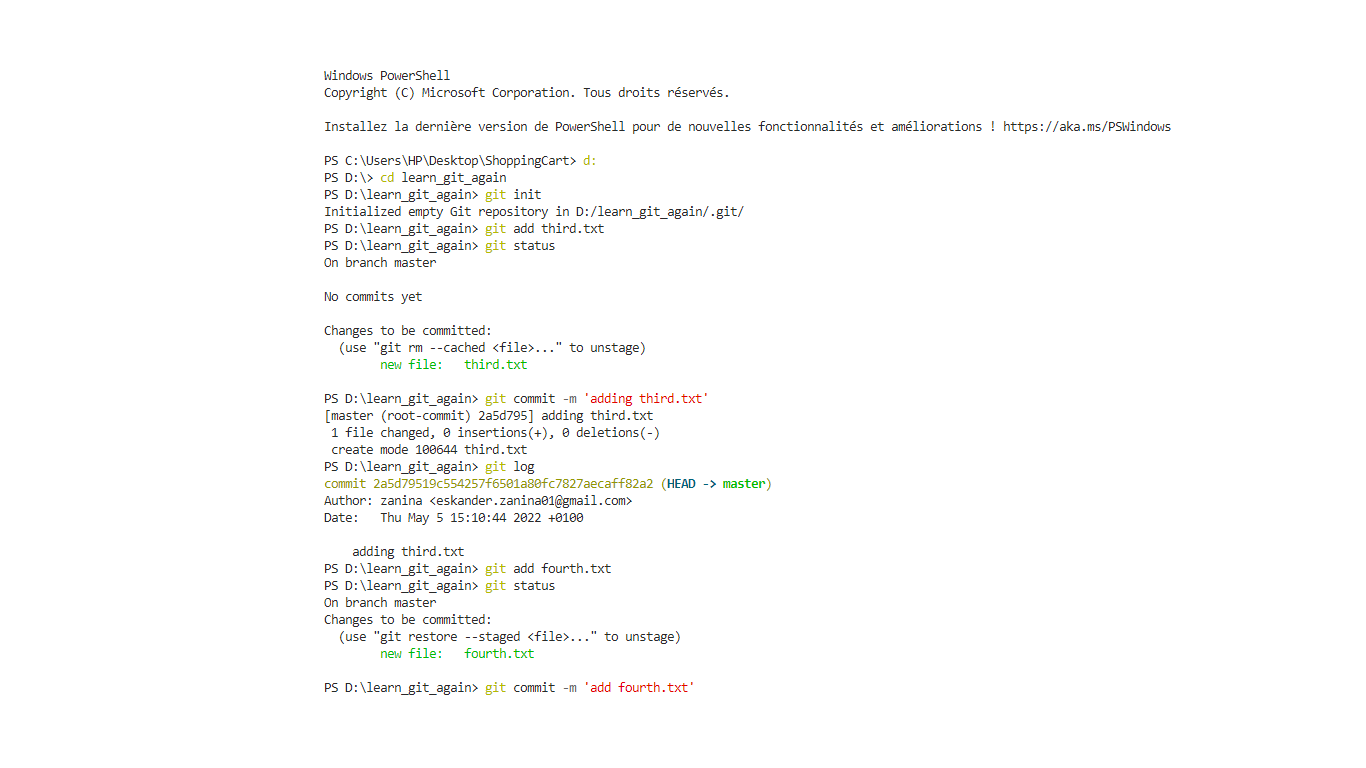 Windows PowerShell
Copyright (C) Microsoft Corporation. Tous droits réservés.
Installez la dernière version de PowerShell pour de nouvelles fonctionnalités et améliorations ! https://aka.ms/PSWindows
PS C:\Users\HP\Desktop\ShoppingCart> d:
PS D:\> cd learn_git_again
PS D:\learn_git_again> git init
Initialized empty Git repository in D:/learn_git_again/.git/
PS D:\learn_git_again> git add third.txt
PS D:\learn_git_again> git status
On branch master
No commits yet
Changes to be committed:
  (use "git rm --cached <file>..." to unstage)
        new file:   third.txt
PS D:\learn_git_again> git commit -m 'adding third.txt'
[master (root-commit) 2a5d795] adding third.txt
 1 file changed, 0 insertions(+), 0 deletions(-)
 create mode 100644 third.txt
PS D:\learn_git_again> git log
commit 2a5d79519c554257f6501a80fc7827aecaff82a2 (HEAD -> master)
Author: zanina <eskander.zanina01@gmail.com>
Date:   Thu May 5 15:10:44 2022 +0100
    adding third.txt
PS D:\learn_git_again> git add fourth.txt
PS D:\learn_git_again> git status
On branch master
Changes to be committed:
  (use "git restore --staged <file>..." to unstage)
        new file:   fourth.txt
PS D:\learn_git_again> git commit -m 'add fourth.txt'